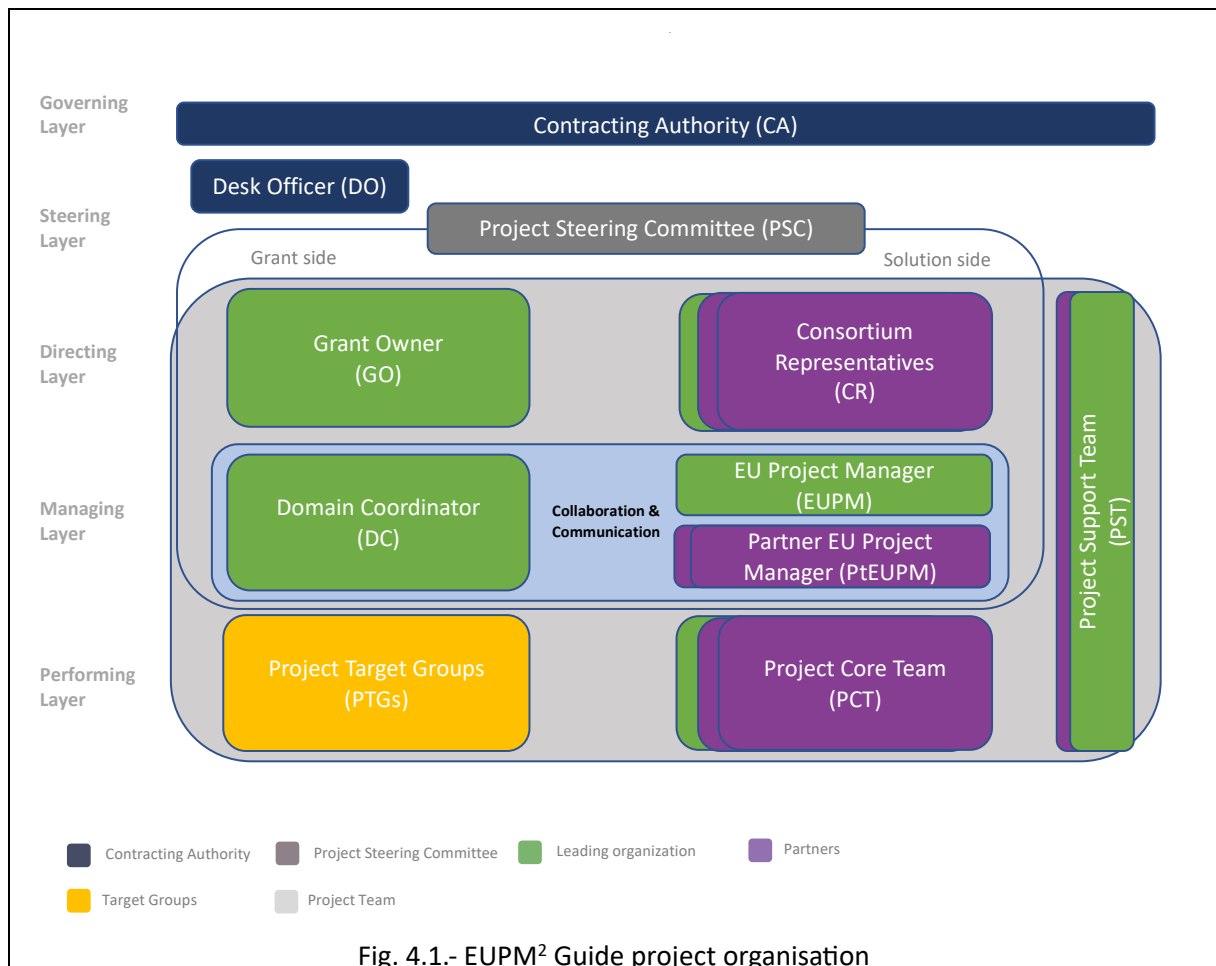 Governing
Layer
Contracting Authority (CA)
Desk Officer (DO)
Steering
Layer
Project Steering Committee (PSC)
Grant side
Solution side
Directing
Layer
Grant Owner
(GO)
Consortium
Representatives
(CR)
Managing
Layer
Domain Coordinator
(DC)
Collaboration &
Communication
EU Project Manager
(EUPM)
Partner EU Project
Manager (PtEUPM)
Project Support Team
(PST)
Performing
Layer
Project Target Groups
(PTGs)
Project Core Team
(PCT)
Contracting Authority
Project Steering Committee
Leading organization
Partners
Target Groups
Project Team
Fig. 4.1.- EUPM² Guide project organisation